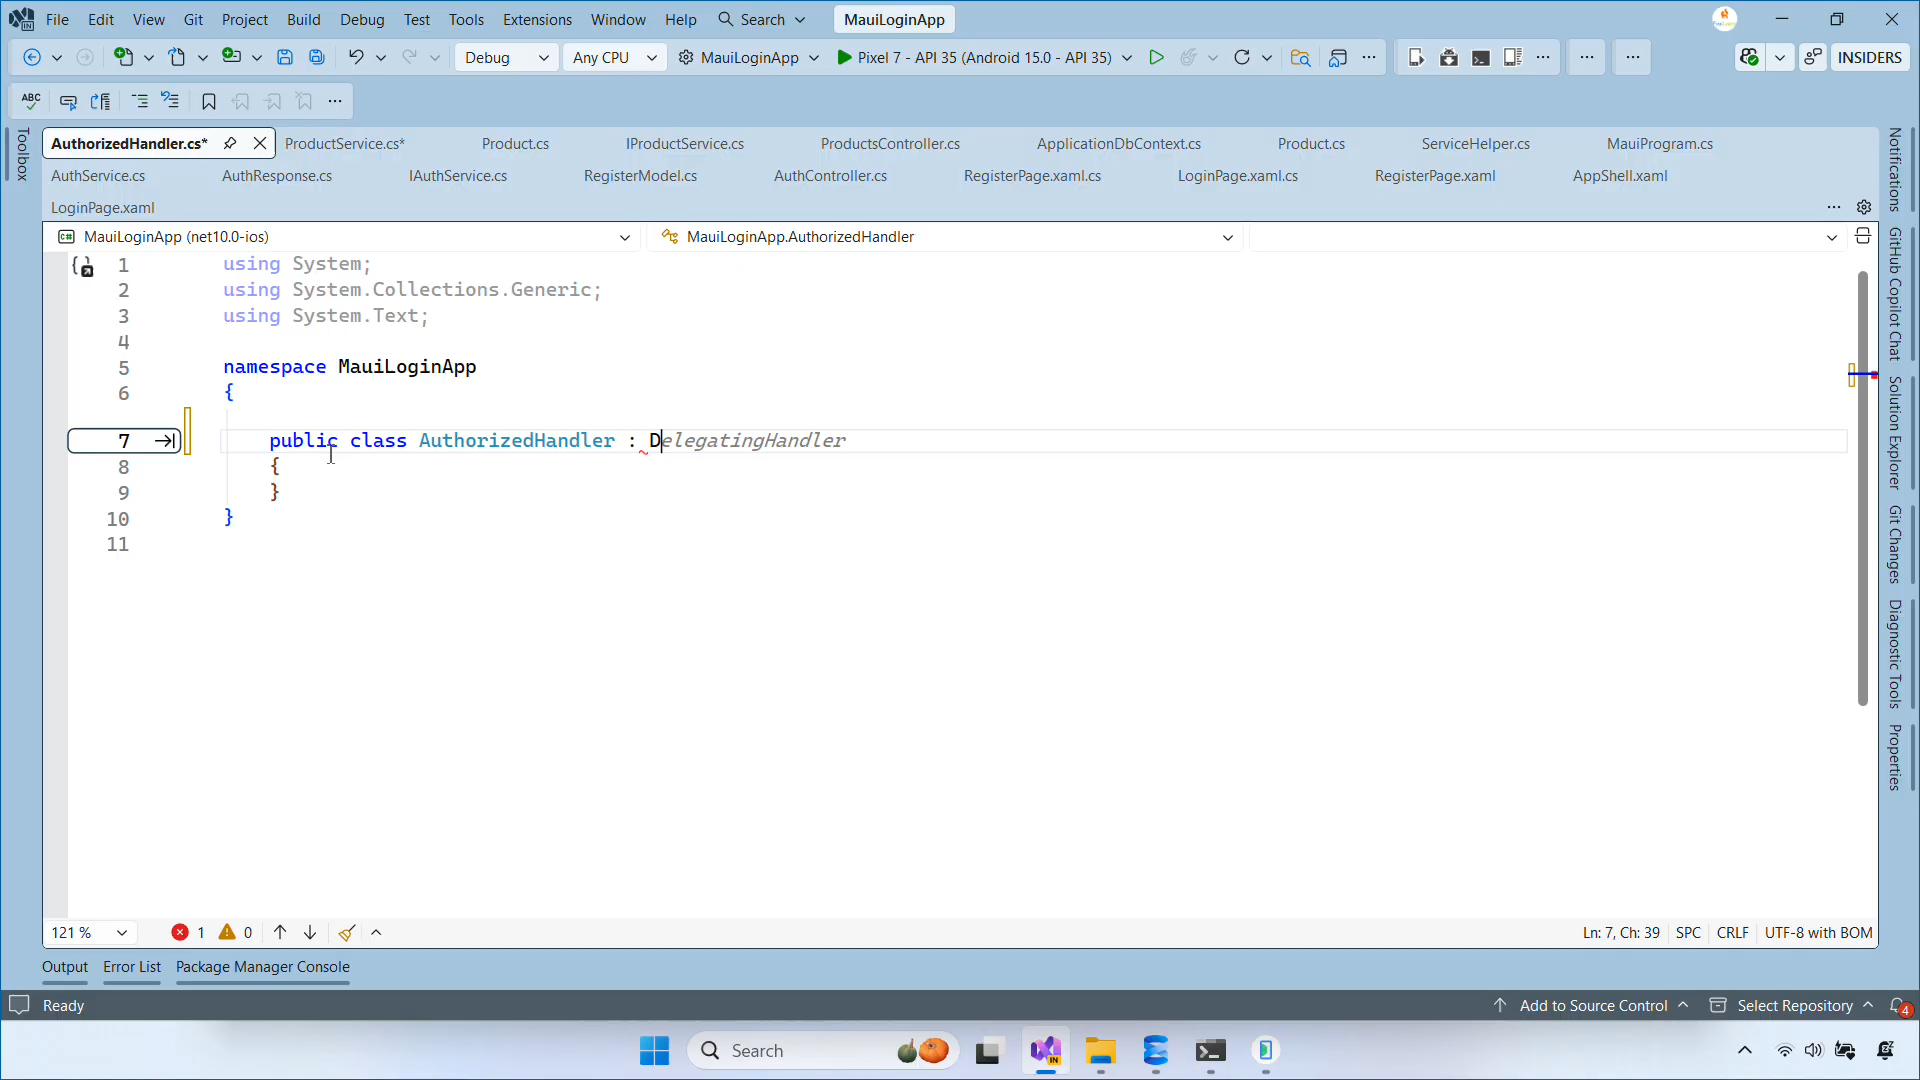 File Edit View Git Project Build Debug Test Tools Extensions Window Help Search MauiLoginApp
Debug Any CPU MauiLoginApp Pixel 7 - API 35 (Android 15.0 - API 35) INSIDERS
ABC
AuthorizedHandler.cs* ProductService.cs* Product.cs IProductService.cs ProductsController.cs ApplicationDbContext.cs Product.cs ServiceHelper.cs MauiProgram.cs
AuthService.cs AuthResponse.cs IAuthService.cs RegisterModel.cs AuthController.cs RegisterPage.xaml.cs LoginPage.xaml.cs RegisterPage.xaml AppShell.xaml
LoginPage.xaml
MauiLoginApp (net10.0-ios) MauiLoginApp.AuthorizedHandler
1 using System;
2 using System.Collections.Generic;
3 using System.Text;
4
5 namespace MauiLoginApp
6 {
7 public class AuthorizedHandler : DelegatingHandler
8 {
9 }
10 }
11
121 % 1 0 Ln: 7, Ch: 39 SPC CRLF UTF-8 with BOM
Output Error List Package Manager Console
Ready Add to Source Control Select Repository 4
Search
Toolbox
Notifications
GitHub Copilot Chat
Solution Explorer
Git Changes
Diagnostic Tools
Properties